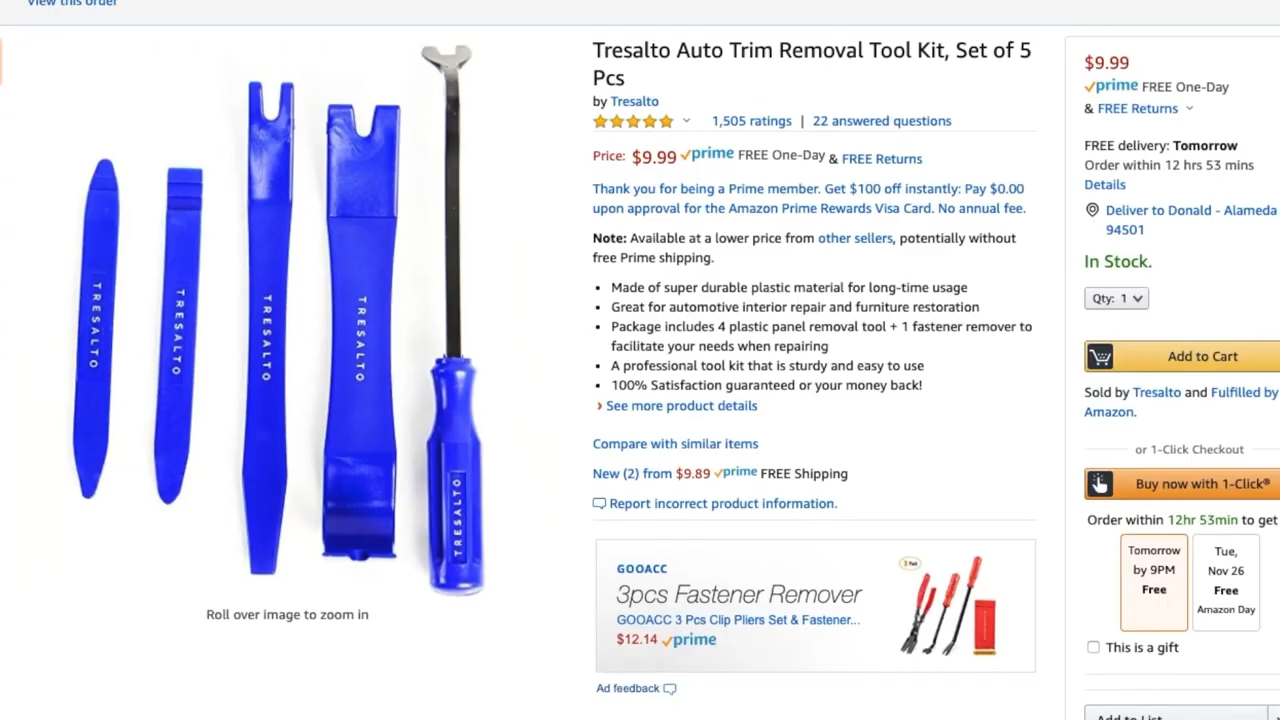 View this order
TRESALTO
TRESALTO
TRESALTO
TRESALTO
TRESALTO
Roll over image to zoom in
Tresalto Auto Trim Removal Tool Kit, Set of 5
Pcs
by Tresalto
1,505 ratings | 22 answered questions
Price: $9.99 prime FREE One-Day & FREE Returns
Thank you for being a Prime member. Get $100 off instantly: Pay $0.00
upon approval for the Amazon Prime Rewards Visa Card. No annual fee.
Note: Available at a lower price from other sellers, potentially without
free Prime shipping.
• Made of super durable plastic material for long-time usage
• Great for automotive interior repair and furniture restoration
• Package includes 4 plastic panel removal tool + 1 fastener remover to
facilitate your needs when repairing
• A professional tool kit that is sturdy and easy to use
• 100% Satisfaction guaranteed or your money back!
› See more product details
Compare with similar items
New (2) from $9.89 prime FREE Shipping
Report incorrect product information.
GOOACC
3pcs Fastener Remover
GOOACC 3 Pcs Clip Pliers Set & Fastener...
$12.14 prime
Ad feedback
$9.99
prime FREE One-Day
& FREE Returns
FREE delivery: Tomorrow
Order within 12 hrs 53 mins
Details
Deliver to Donald - Alameda
94501
In Stock.
Qty: 1
Add to Cart
Sold by Tresalto and Fulfilled by
Amazon.
or 1-Click Checkout
Buy now with 1-Click®
Order within 12hr 53min to get
Tomorrow
by 9PM
Free
Tue,
Nov 26
Free
Amazon Day
This is a gift
Add to List